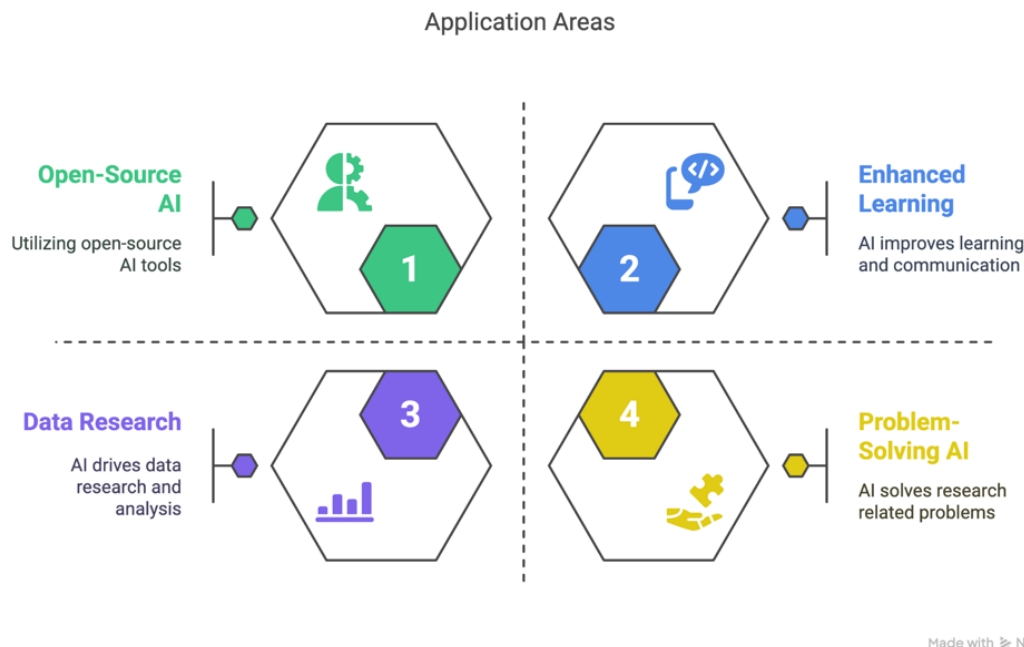 Application Areas
Open-Source
AI
Utilizing open-source
AI tools
1
2
Enhanced
Learning
AI improves learning
and communication
Data Research
AI drives data
research and
analysis
3
4
Problem-
Solving AI
AI solves research
related problems
Made with